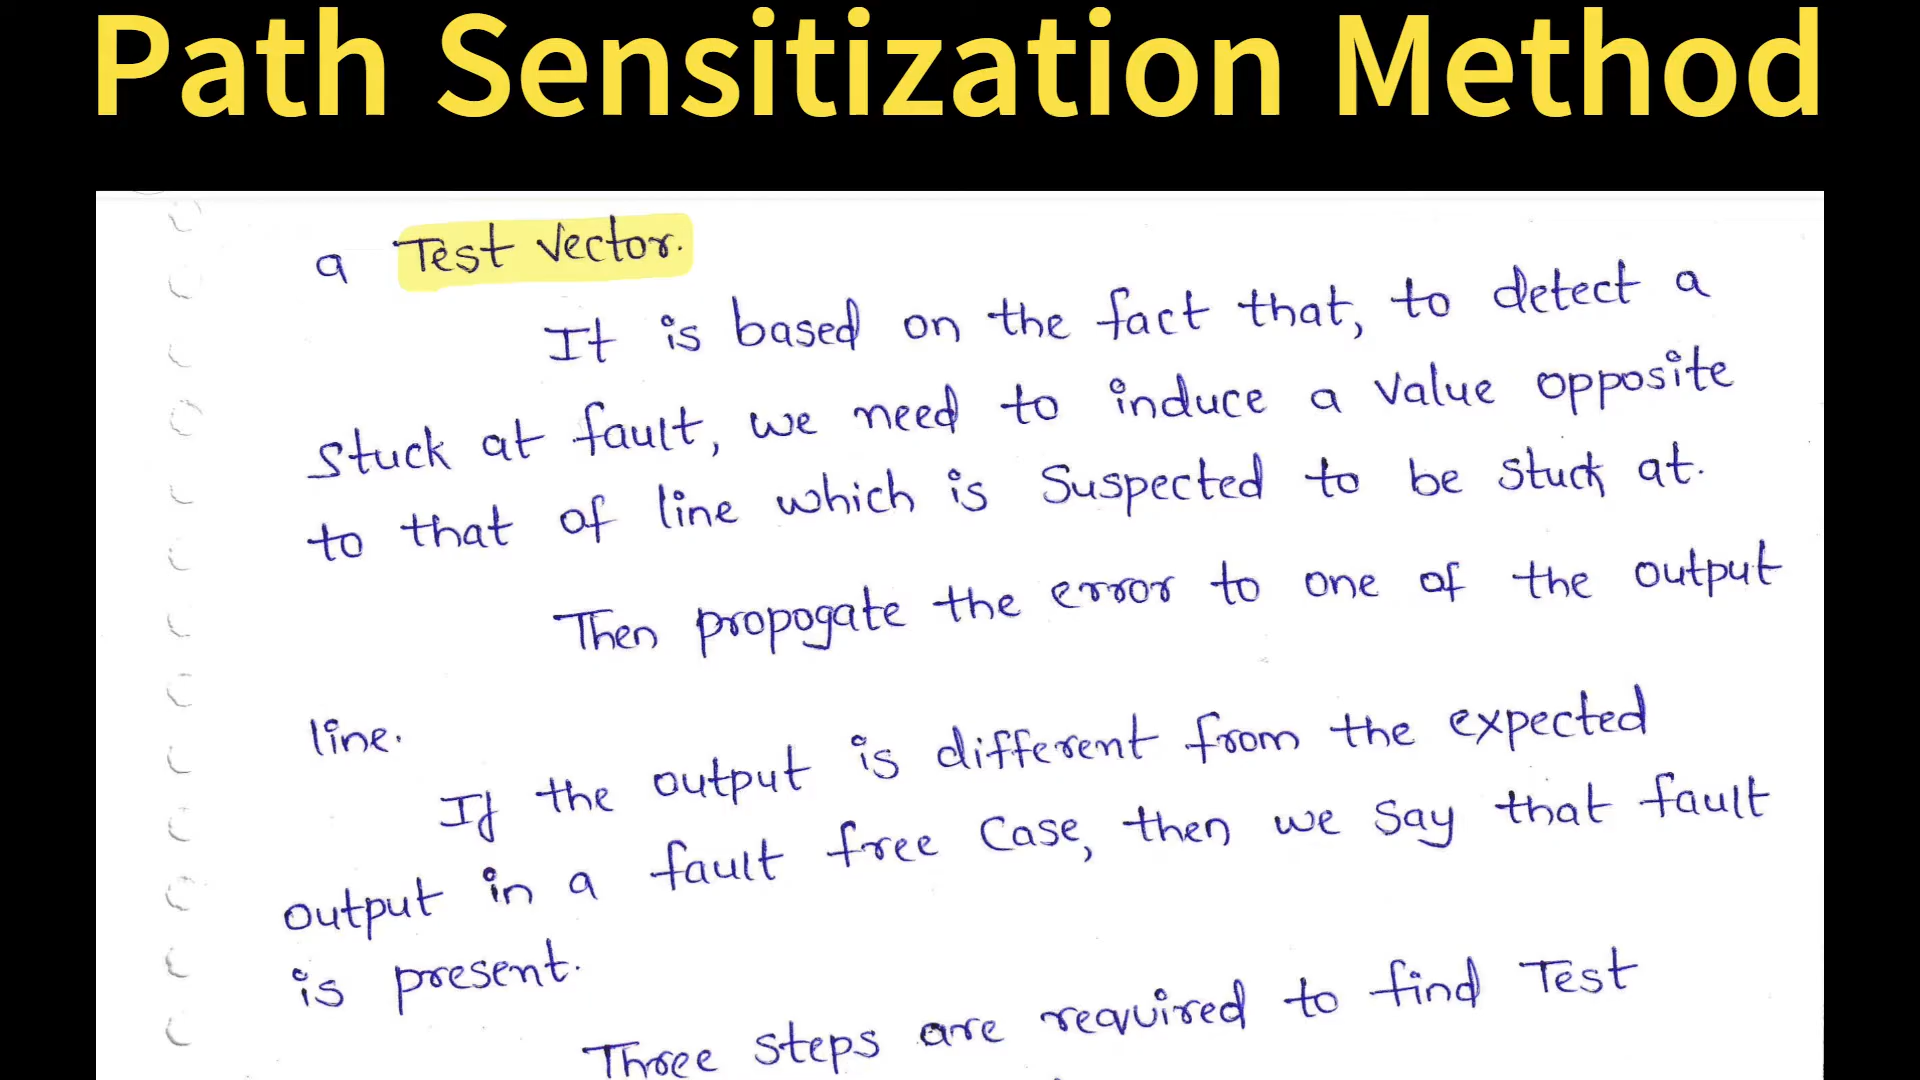 Path Sensitization Method
a Test Vector.
It is based on the fact that, to detect a
stuck at fault, we need to induce a value opposite
to that of line which is Suspected to be stuck at.
Then propogate the error to one of the output
line.
If the output is different from the expected
output in a fault free Case, then we say that fault
is present.
Three steps are required to find Test